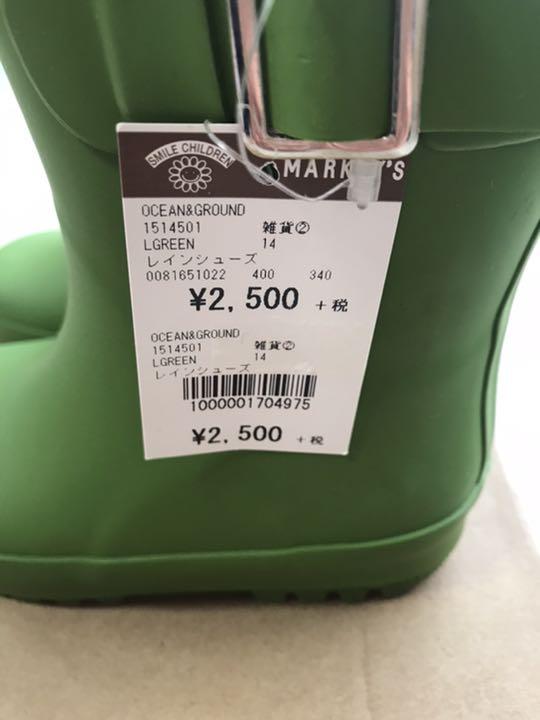 SMILE CHILDREN
OCEAN&GROUND
1514501 雑貨②
LGREEN 14
レインシューズ
0081651022 400 340
¥2,500 +税
OCEAN&GROUND
1514501 雑貨②
LGREEN 14
レインシューズ
1000001704975
¥2,500 +税